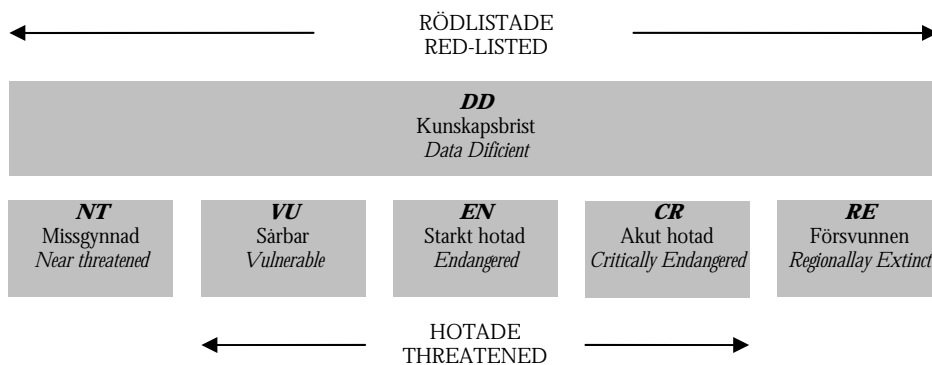 RÖDLISTADE
RED-LISTED
DD
Kunskapsbrist
Data Dificient
NT
Missgynnad
Near threatened
VU
Sårbar
Vulnerable
EN
Starkt hotad
Endangered
CR
Akut hotad
Critically Endangered
RE
Försvunnen
Regionallay Extinct
HOTADE
THREATENED